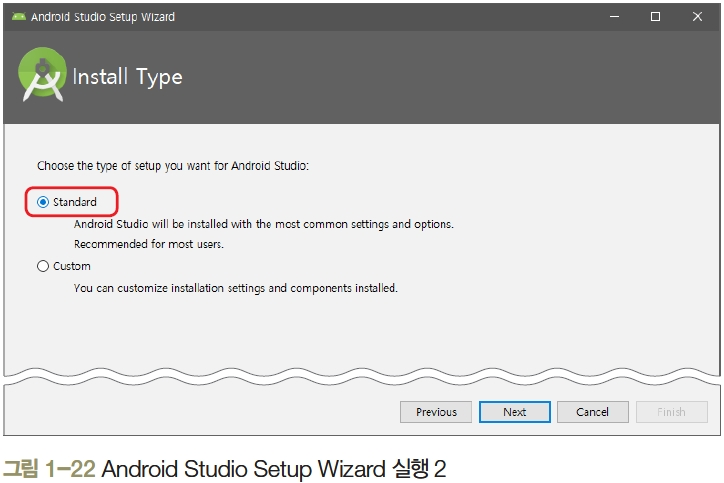 Android Studio Setup Wizard
Install Type
Choose the type of setup you want for Android Studio:
Standard
Android Studio will be installed with the most common settings and options.
Recommended for most users.
Custom
You can customize installation settings and components installed.
Previous Next Cancel Finish
그림 1-22 Android Studio Setup Wizard 실행 2